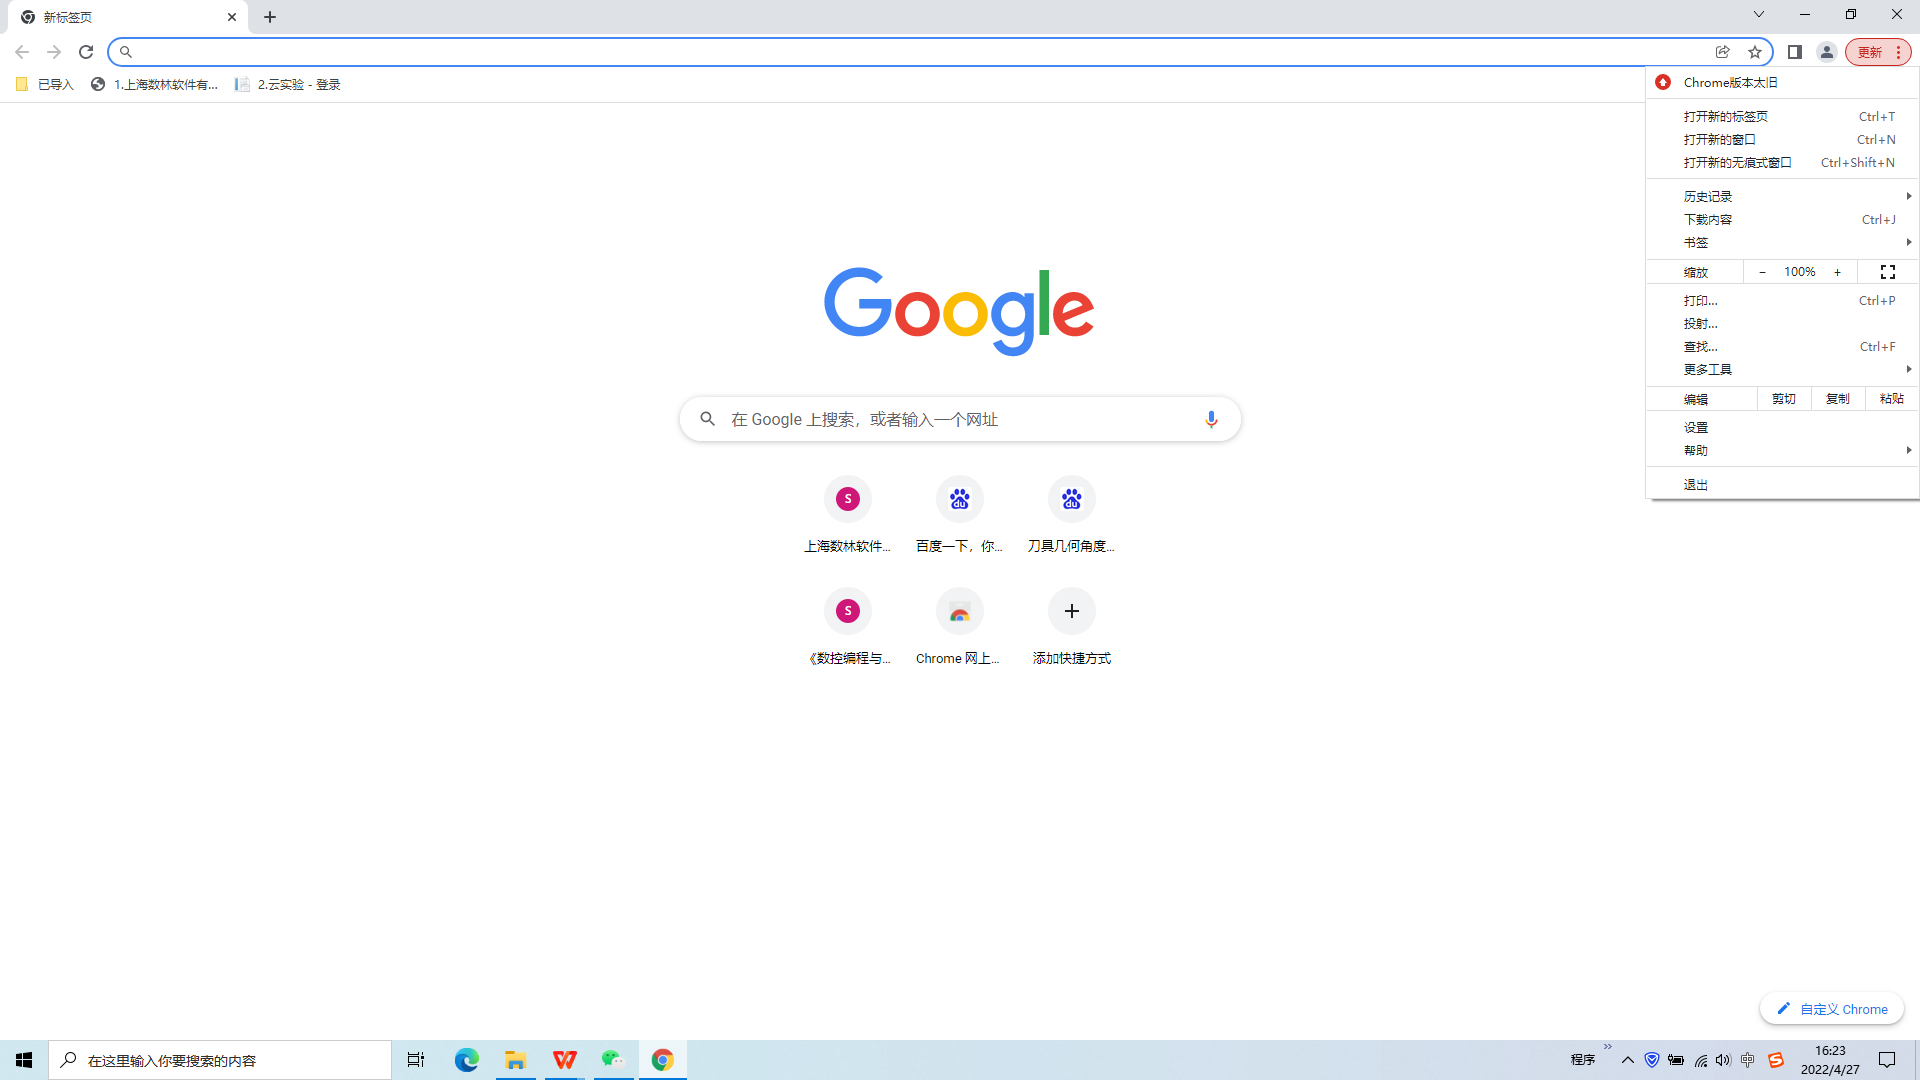 新标签页
更新
已导入
1.上海数林软件有...
2.云实验 - 登录
Chrome版本太旧
打开新的标签页 Ctrl+T
打开新的窗口 Ctrl+N
打开新的无痕式窗口 Ctrl+Shift+N
历史记录
下载内容 Ctrl+J
书签
缩放 - 100% +
打印... Ctrl+P
投射...
查找... Ctrl+F
更多工具
编辑 剪切 复制 粘贴
设置
帮助
退出
Google
在 Google 上搜索，或者输入一个网址
S
du
du
上海数林软件...
百度一下，你...
刀具几何角度...
S
《数控编程与...
Chrome 网上...
添加快捷方式
自定义 Chrome
在这里输入你要搜索的内容
程序
中
16:23
2022/4/27